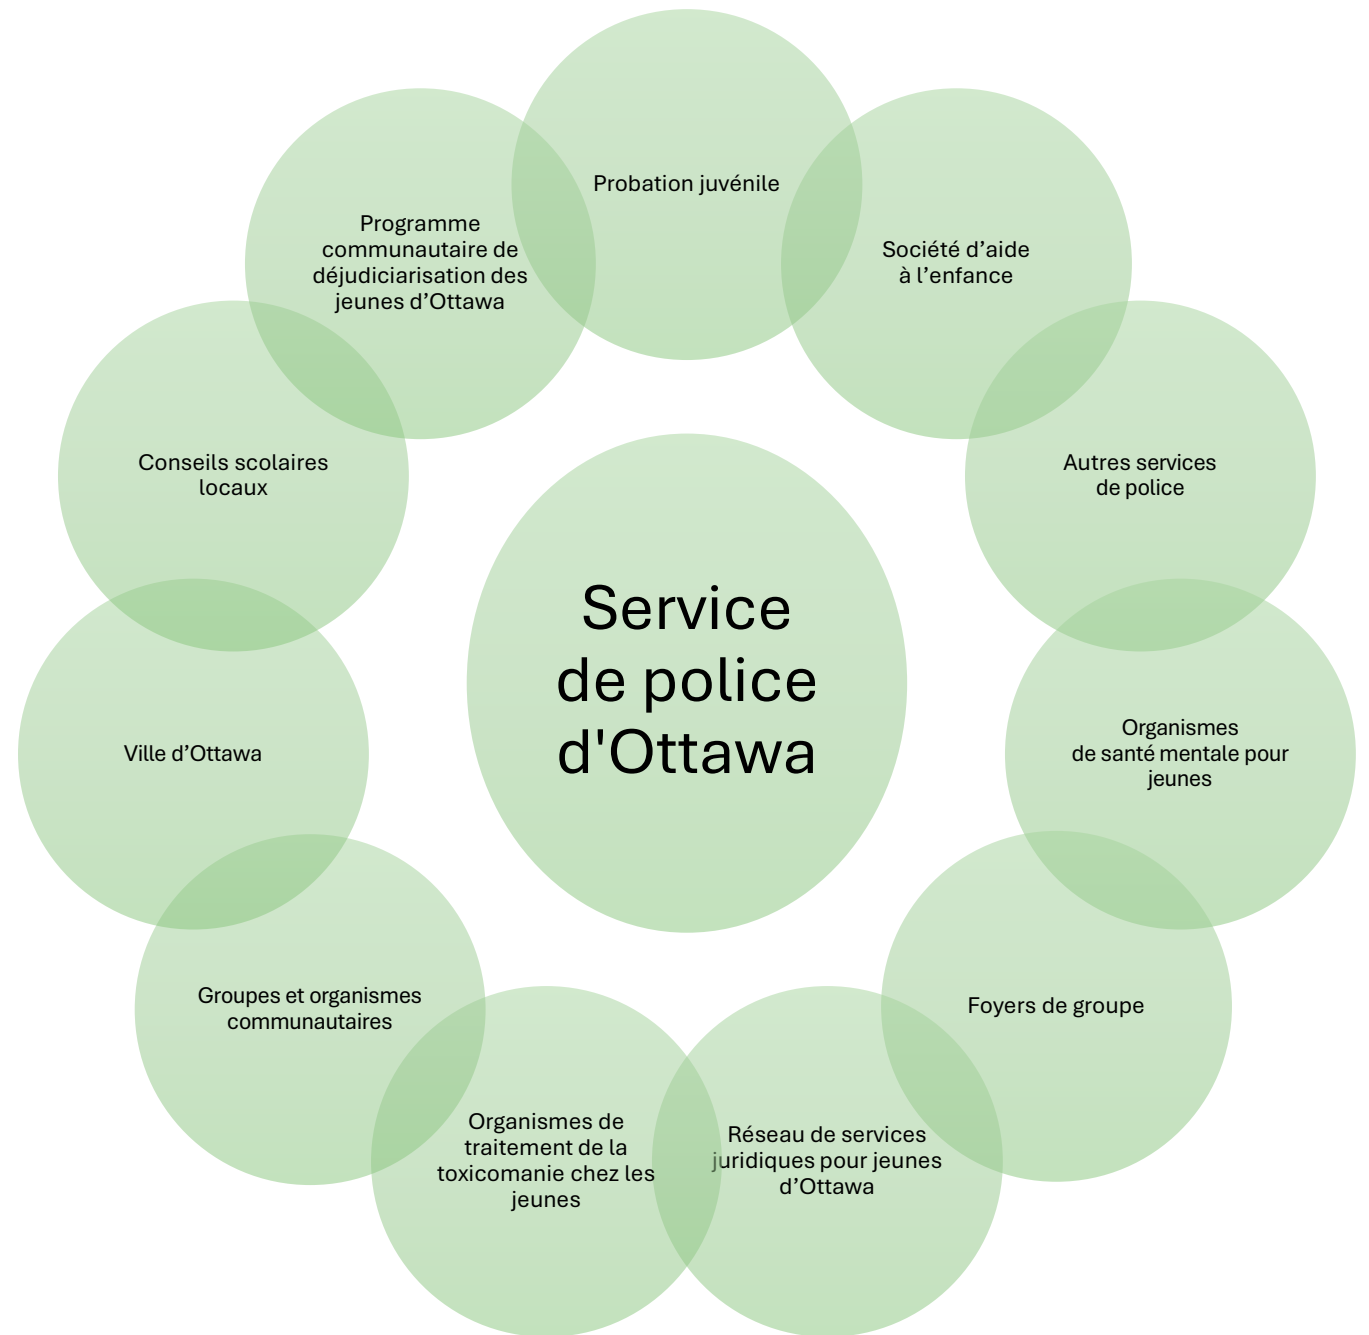 Probation juvénile
Programme
communautaire de
déjudiciarisation des
jeunes d’Ottawa
Société d’aide
à l’enfance
Conseils scolaires
locaux
Autres services
de police
Service
de police
d'Ottawa
Ville d’Ottawa
Organismes
de santé mentale pour
jeunes
Groupes et organismes
communautaires
Foyers de groupe
Organismes de
traitement de la
toxicomanie chez les
jeunes
Réseau de services
juridiques pour jeunes
d’Ottawa